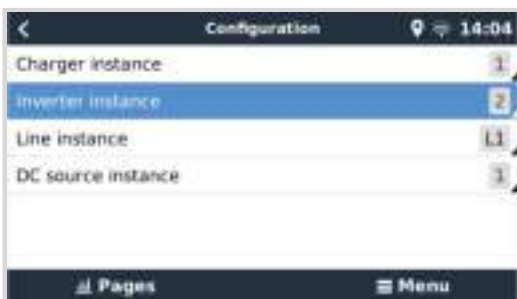 Configuration 14:04
Charger instance 1
Inverter instance 2
Line instance L1
DC source instance 1
Pages Menu